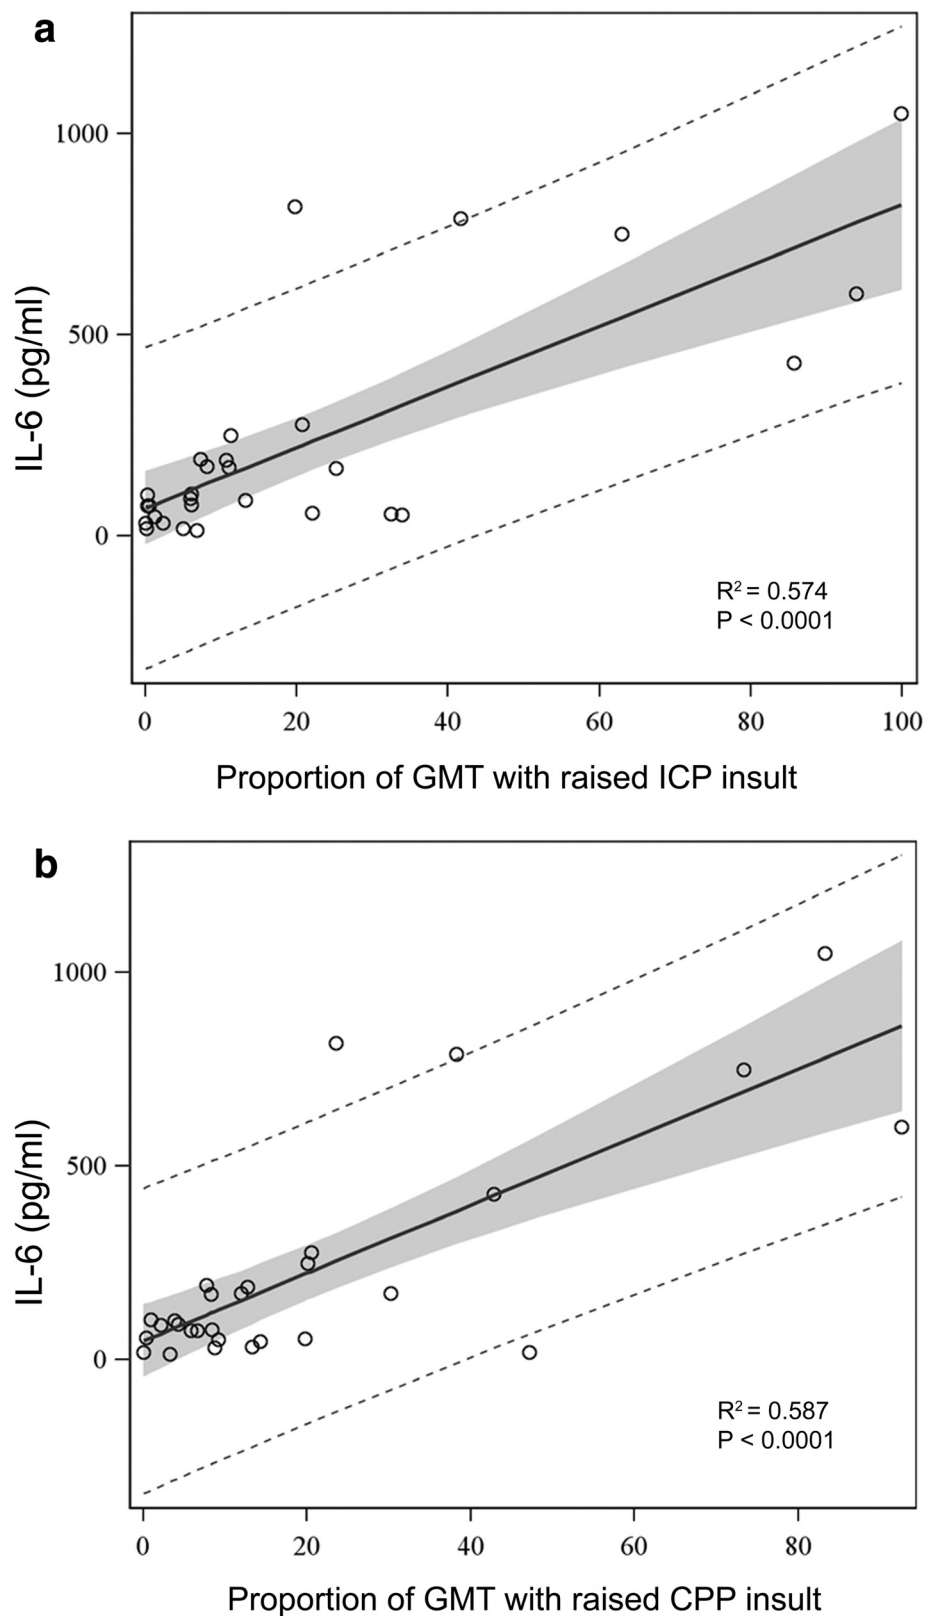 a
1000
500
0
IL-6 (pg/ml)
R² = 0.574
P < 0.0001
0 20 40 60 80 100
Proportion of GMT with raised ICP insult
b
1000
500
0
IL-6 (pg/ml)
R² = 0.587
P < 0.0001
0 20 40 60 80
Proportion of GMT with raised CPP insult